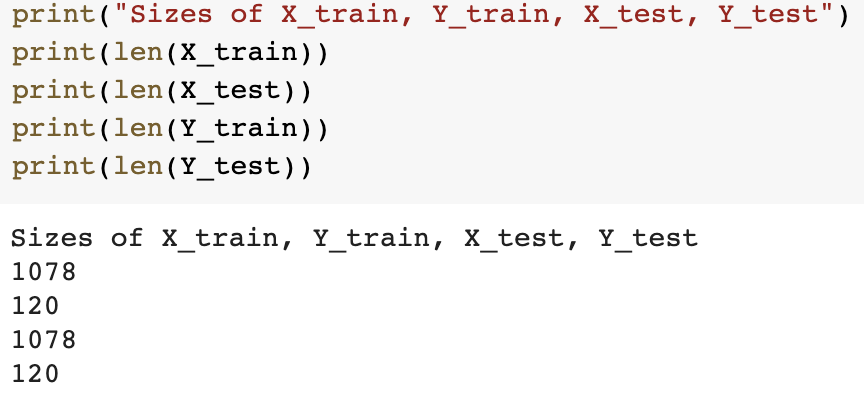 print("Sizes of X_train, Y_train, X_test, Y_test")
print(len(X_train))
print(len(X_test))
print(len(Y_train))
print(len(Y_test))
Sizes of X_train, Y_train, X_test, Y_test
1078
120
1078
120